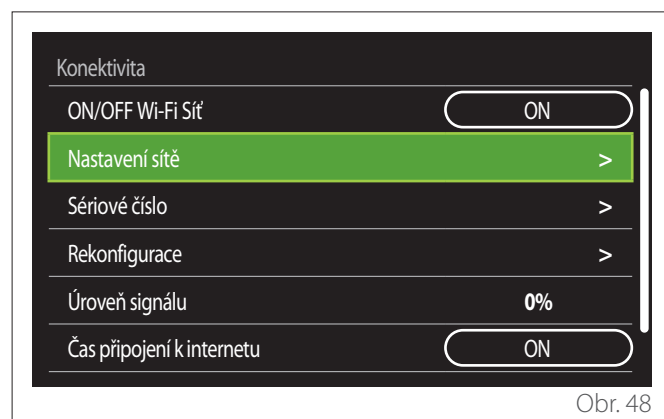 Konektivita
ON/OFF Wi-Fi Síť ON
Nastavení sítě >
Sériové číslo >
Rekonfigurace >
Úroveň signálu 0%
Čas připojení k internetu ON
Obr. 48